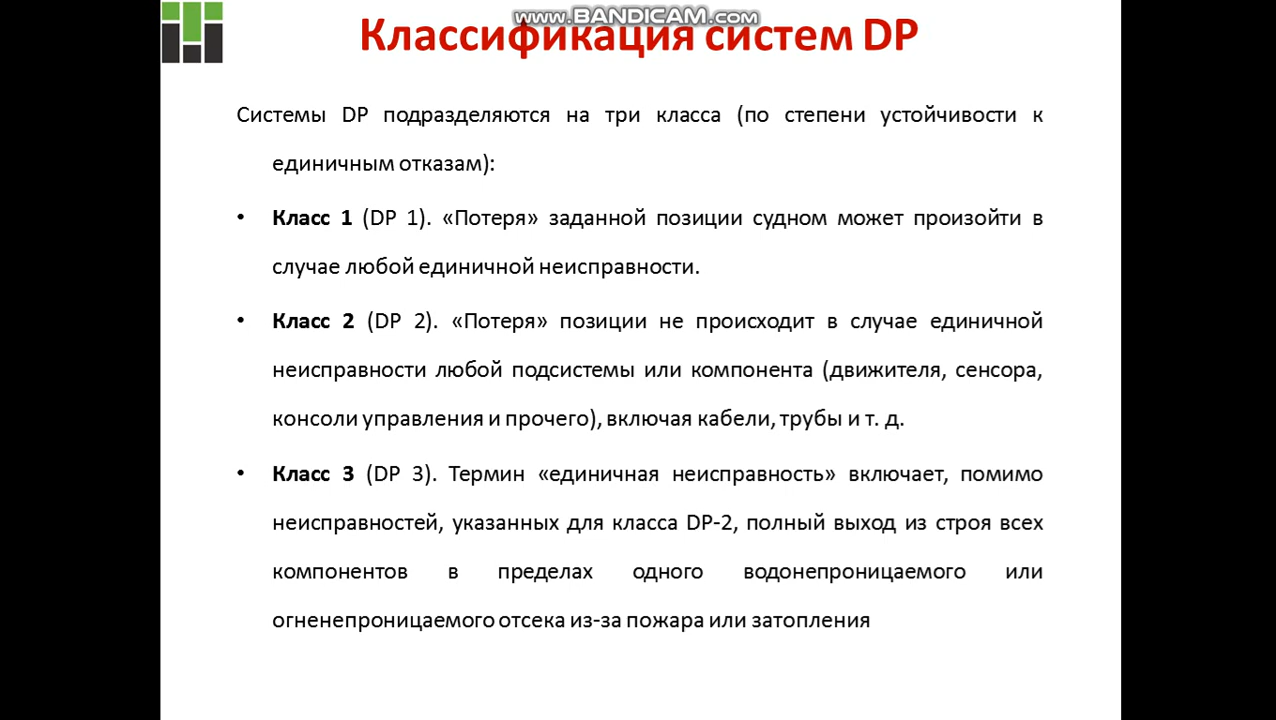 www.BANDICAM.com
Классификация систем DP
Системы DP подразделяются на три класса (по степени устойчивости к
единичным отказам):
• Класс 1 (DP 1). «Потеря» заданной позиции судном может произойти в
случае любой единичной неисправности.
• Класс 2 (DP 2). «Потеря» позиции не происходит в случае единичной
неисправности любой подсистемы или компонента (движителя, сенсора,
консоли управления и прочего), включая кабели, трубы и т. д.
• Класс 3 (DP 3). Термин «единичная неисправность» включает, помимо
неисправностей, указанных для класса DP-2, полный выход из строя всех
компонентов в пределах одного водонепроницаемого или
огненепроницаемого отсека из-за пожара или затопления